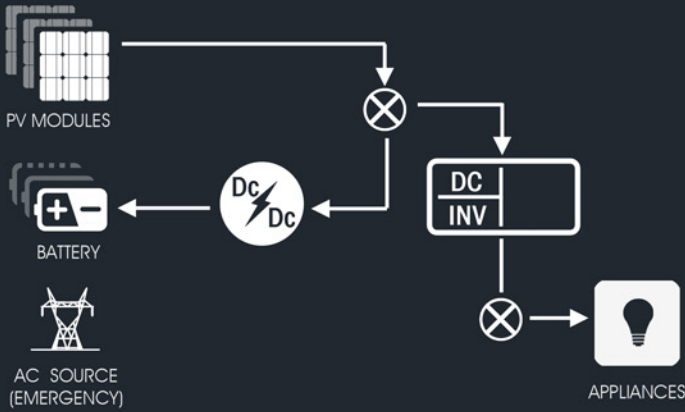 PV MODULES
Dc
Dc
DC
INV
BATTERY
AC SOURCE
(EMERGENCY)
APPLIANCES